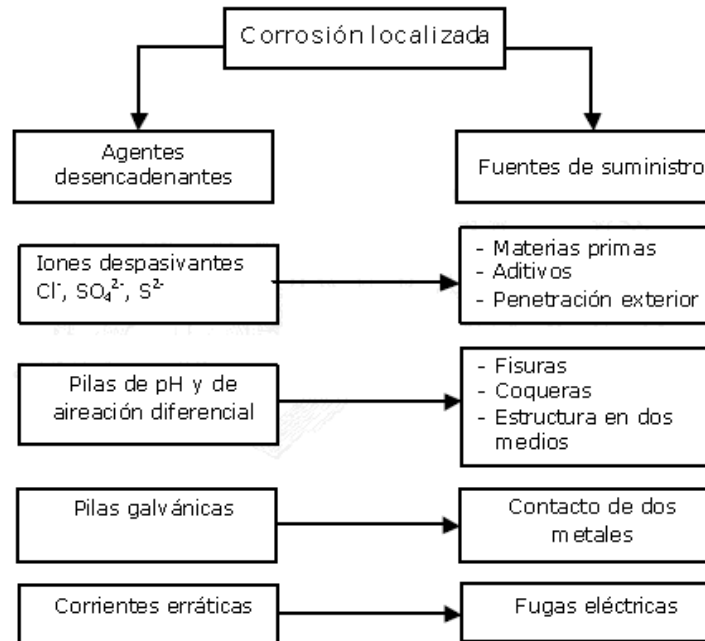 Corrosión localizada
Agentes
desencadenantes
Fuentes de suministro
Iones despasivantes
Cl⁻, SO₄²⁻, S²⁻
- Materias primas
- Aditivos
- Penetración exterior
Pilas de pH y de
aireación diferencial
- Fisuras
- Coqueras
- Estructura en dos
medios
Pilas galvánicas
Contacto de dos
metales
Corrientes erráticas
Fugas eléctricas